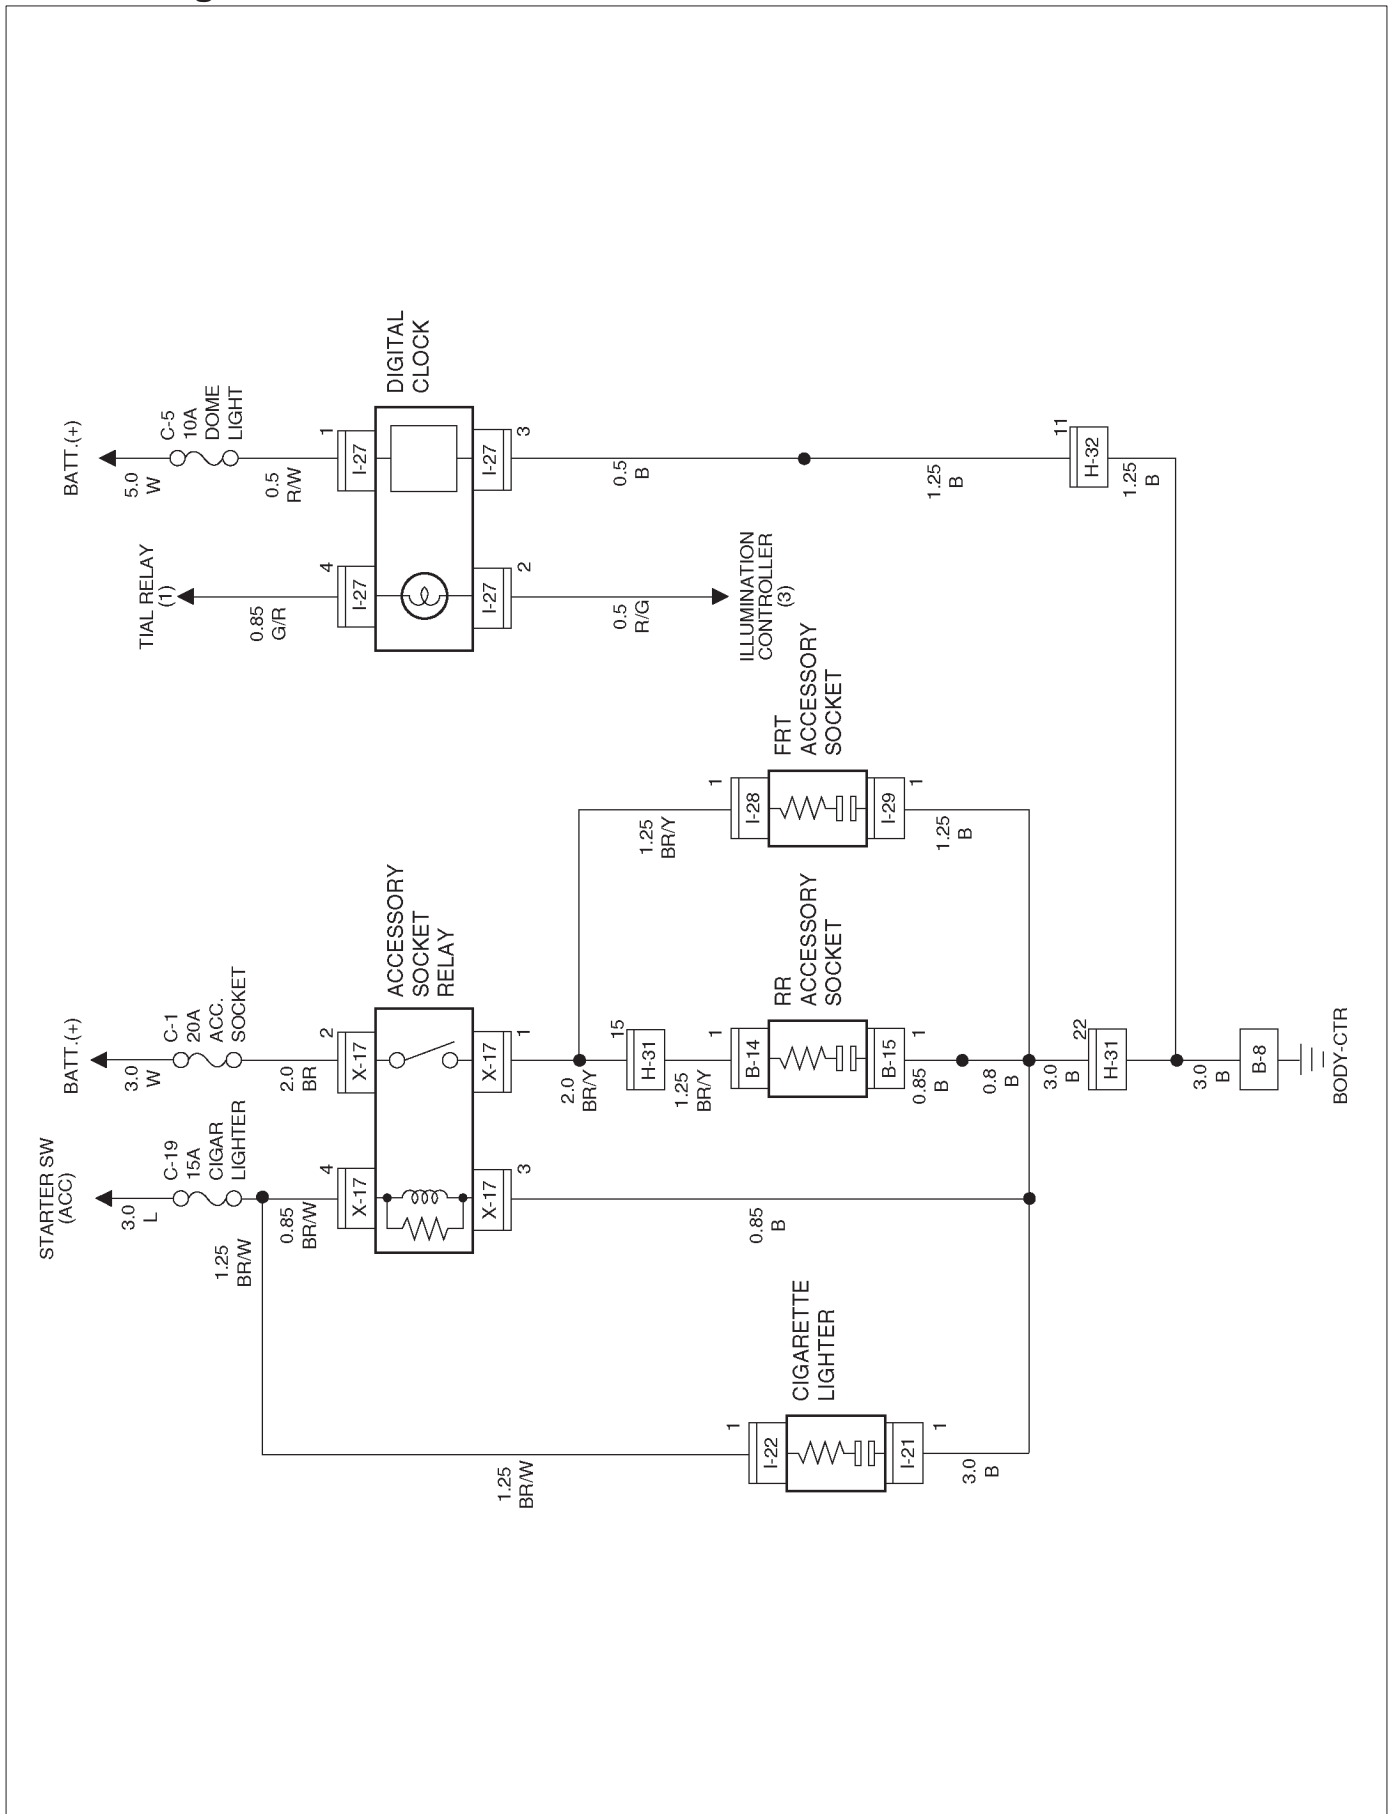 STARTER SW
(ACC)
3.0
L
C-19
15A
CIGAR
LIGHTER
1.25
BR/W
0.85
BR/W
BATT.(+)
3.0
W
C-1
20A
ACC.
SOCKET
2.0
BR
4
X-17
2
X-17
ACCESSORY
SOCKET
RELAY
X-17
3
X-17
1
TIAL RELAY
(1)
0.85
G/R
BATT.(+)
5.0
W
C-5
10A
DOME
LIGHT
0.5
R/W
4
I-27
1
I-27
DIGITAL
CLOCK
I-27
2
I-27
3
0.5
R/G
ILLUMINATION
CONTROLLER
(3)
0.5
B
1.25
B
11
H-32
1.25
B
1.25
BR/W
1
I-22
CIGARETTE
LIGHTER
I-21
1
3.0
B
0.85
B
2.0
BR/Y
15
H-31
1.25
BR/Y
1
B-14
RR
ACCESSORY
SOCKET
B-15
1
0.85
B
0.8
B
1.25
BR/Y
1
I-28
FRT
ACCESSORY
SOCKET
I-29
1
1.25
B
3.0
B
22
H-31
3.0
B
B-8
BODY-CTR